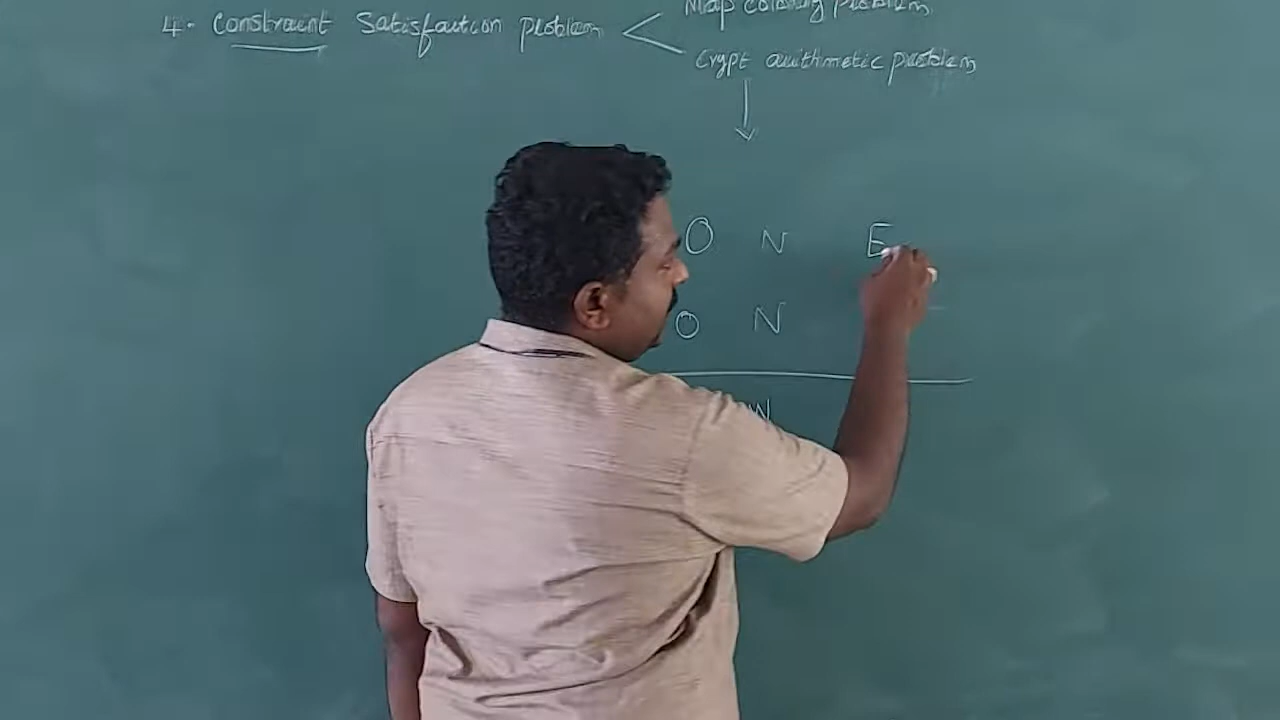 Map coloring problem
4. Constraint Satisfaction problem
Crypt arithmetic problem
O N E
O N
W